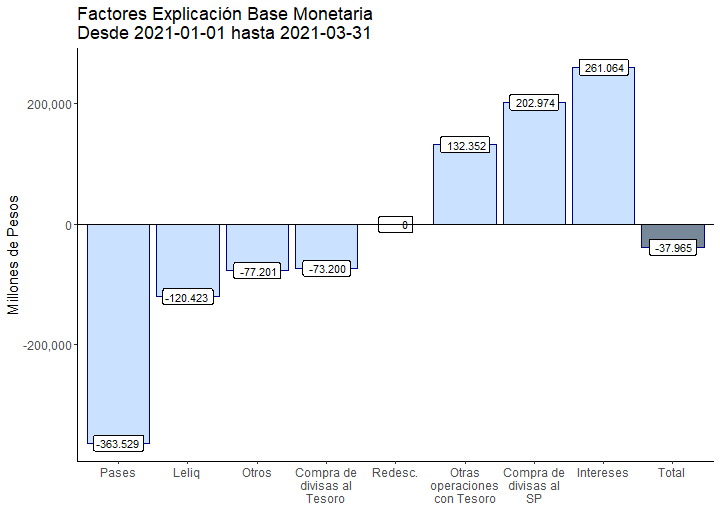 Factores Explicación Base Monetaria
Desde 2021-01-01 hasta 2021-03-31
Millones de Pesos
200,000
0
-200,000
-363.529
-120.423
-77.201
-73.200
0
132.352
202.974
261.064
-37.965
Pases
Leliq
Otros
Compra de
divisas al
Tesoro
Redesc.
Otras
operaciones
con Tesoro
Compra de
divisas al
SP
Intereses
Total